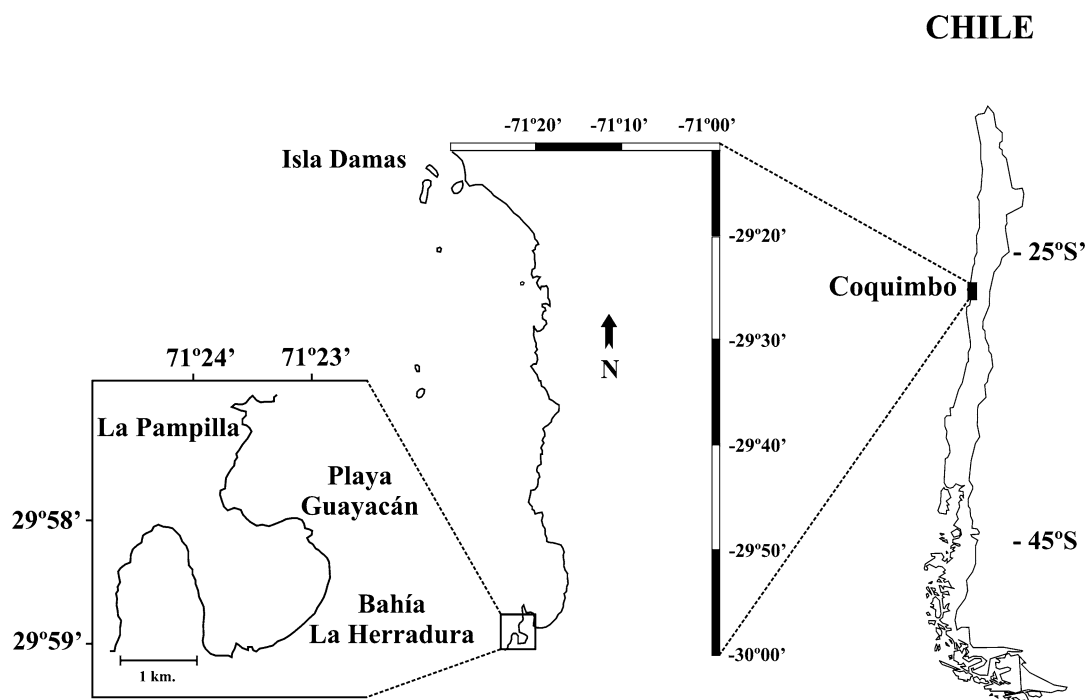 CHILE
-71º20’
-71º10’
-71º00’
Isla Damas
-29º20’
- 25ºS’
Coquimbo
-29º30’
N
71º24’
71º23’
La Pampilla
-29º40’
Playa
Guayacán
29º58’
- 45ºS
-29º50’
Bahía
La Herradura
29º59’
-30º00’
1 km.